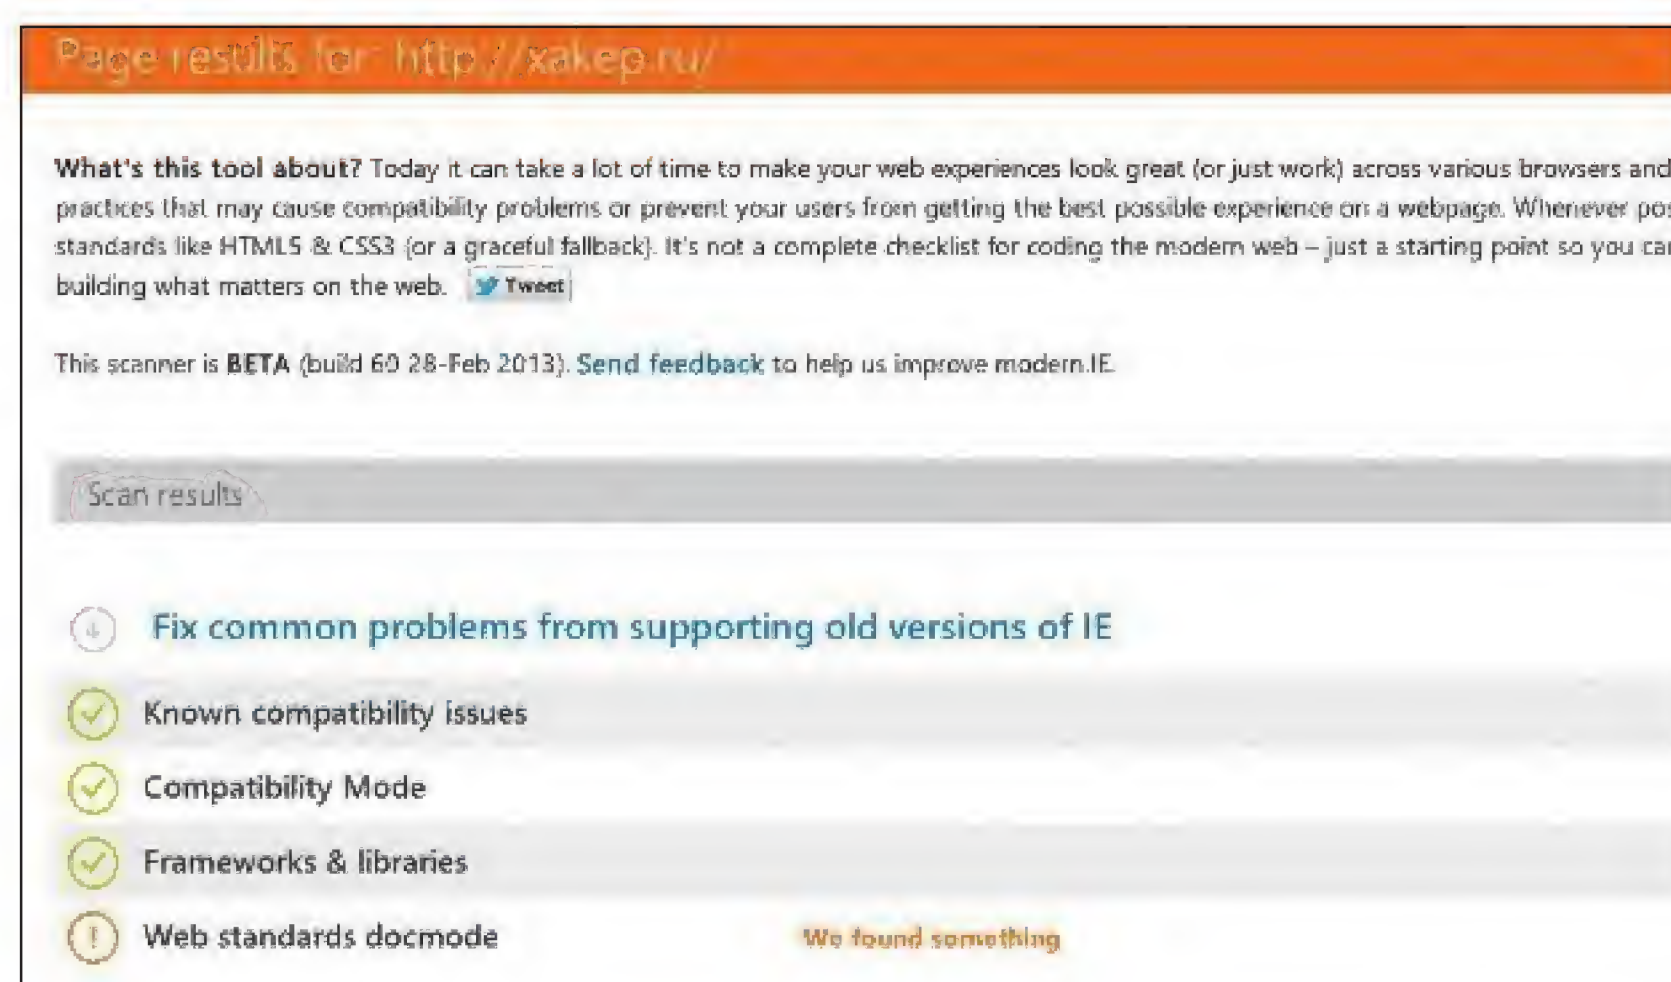 Page results for: http://xakep.ru/
What's this tool about? Today it can take a lot of time to make your web experiences look great (or just work) across various browsers and
practices that may cause compatibility problems or prevent your users from getting the best possible experience on a webpage. Whenever pos
standards like HTML5 & CSS3 (or a graceful fallback). It's not a complete checklist for coding the modern web – just a starting point so you can
building what matters on the web. Tweet
This scanner is BETA (build 60 28-Feb 2013). Send feedback to help us improve modern.IE.
Scan results
Fix common problems from supporting old versions of IE
Known compatibility issues
Compatibility Mode
Frameworks & libraries
Web standards docmode We found something